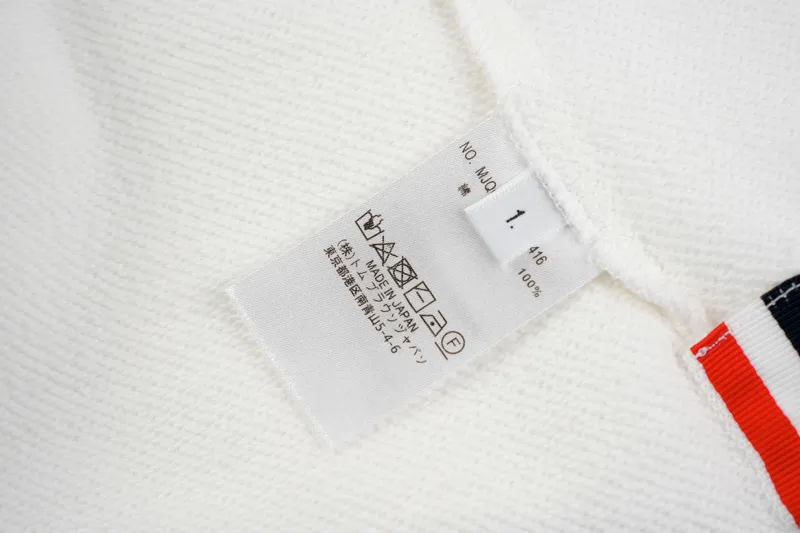 NO. MJQ
416
綿
100%
1.
F
MADE IN JAPAN
(株)トム ブラウンジャパン
東京都港区南青山5-4-6